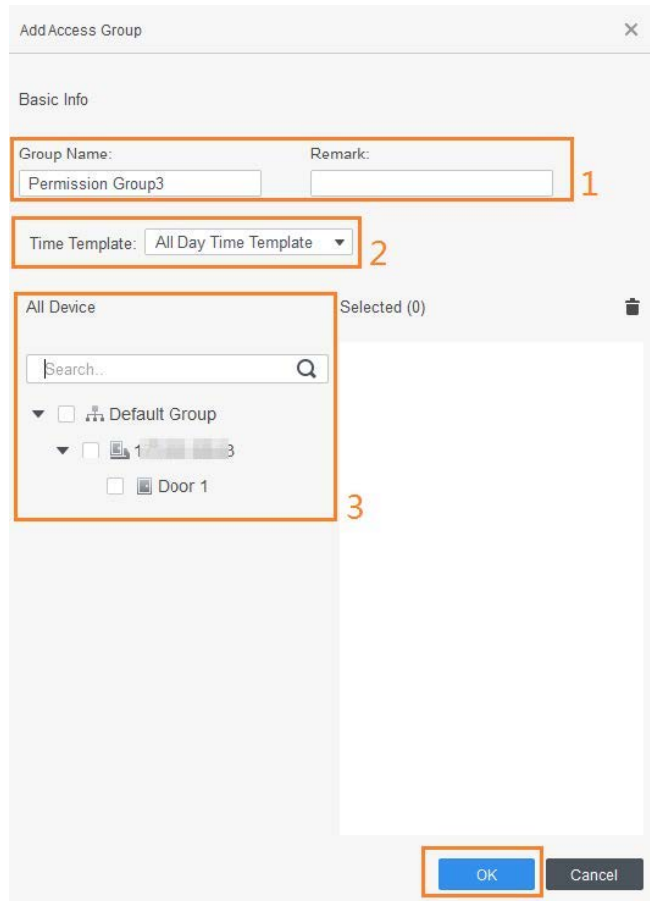 Add Access Group
Basic Info
Group Name: Remark:
Permission Group3
1
Time Template: All Day Time Template
2
All Device Selected (0)
Search..
Default Group
Door 1
3
OK Cancel